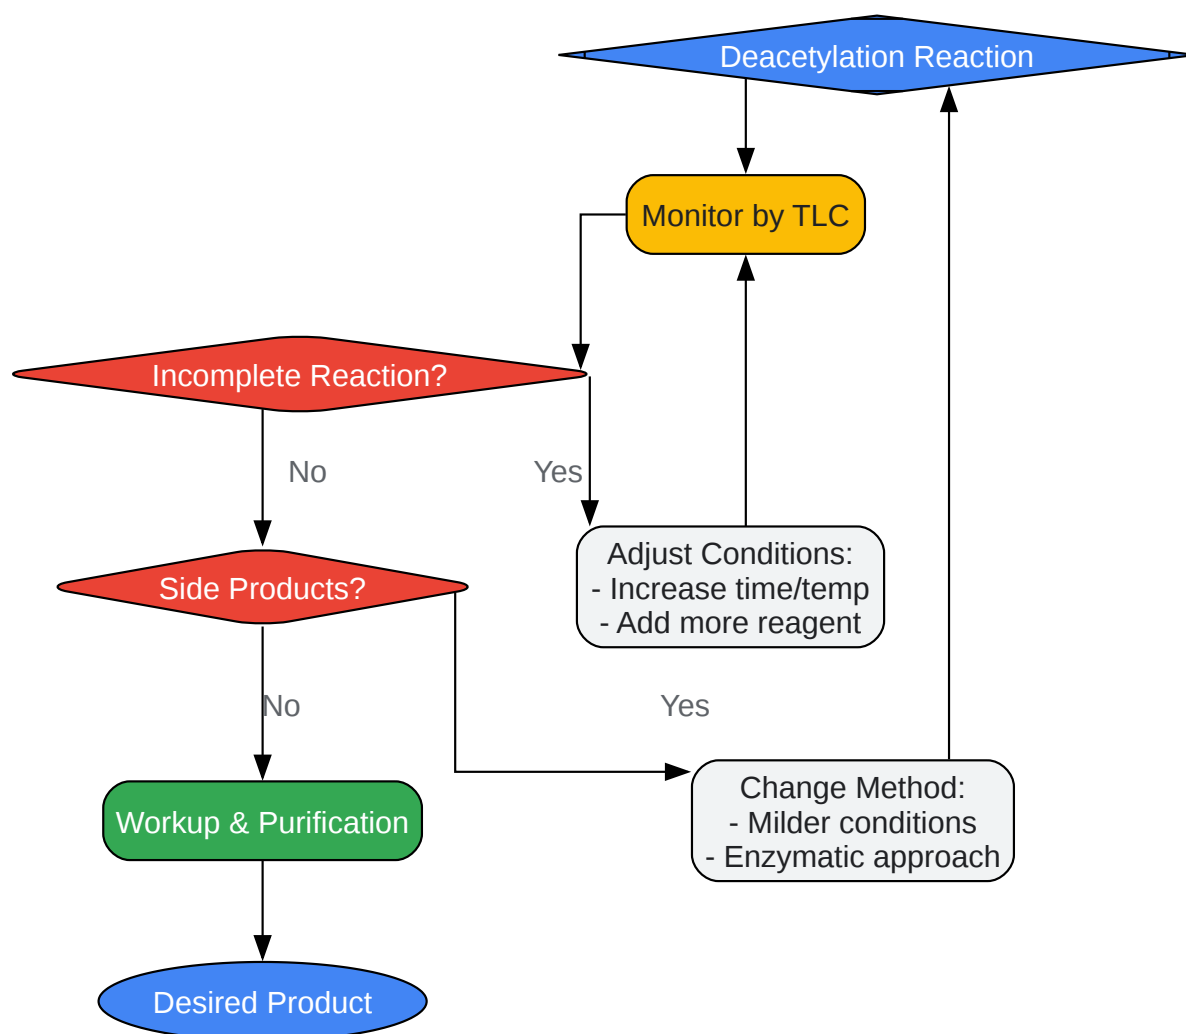 Deacetylation Reaction
Monitor by TLC
Incomplete Reaction?
No
Yes
Adjust Conditions:
- Increase time/temp
- Add more reagent
Side Products?
No
Yes
Change Method:
- Milder conditions
- Enzymatic approach
Workup & Purification
Desired Product